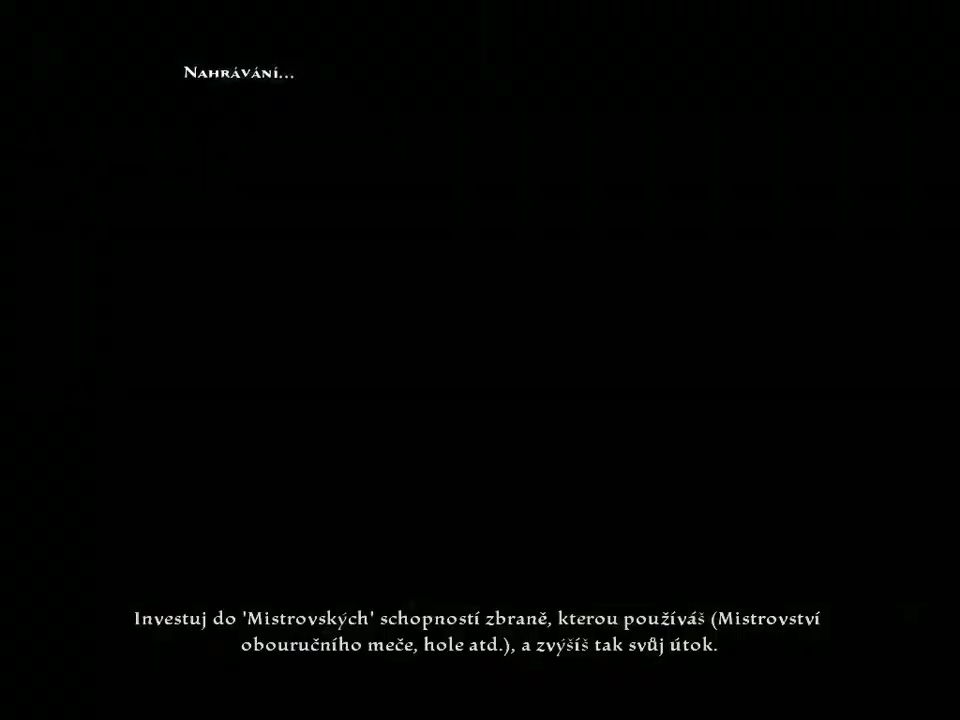 Nahrávání...
Investuj do 'Mistrovských' schopností zbraně, kterou používáš (Mistrovství
obouručního meče, hole atd.), a zvýšíš tak svůj útok.